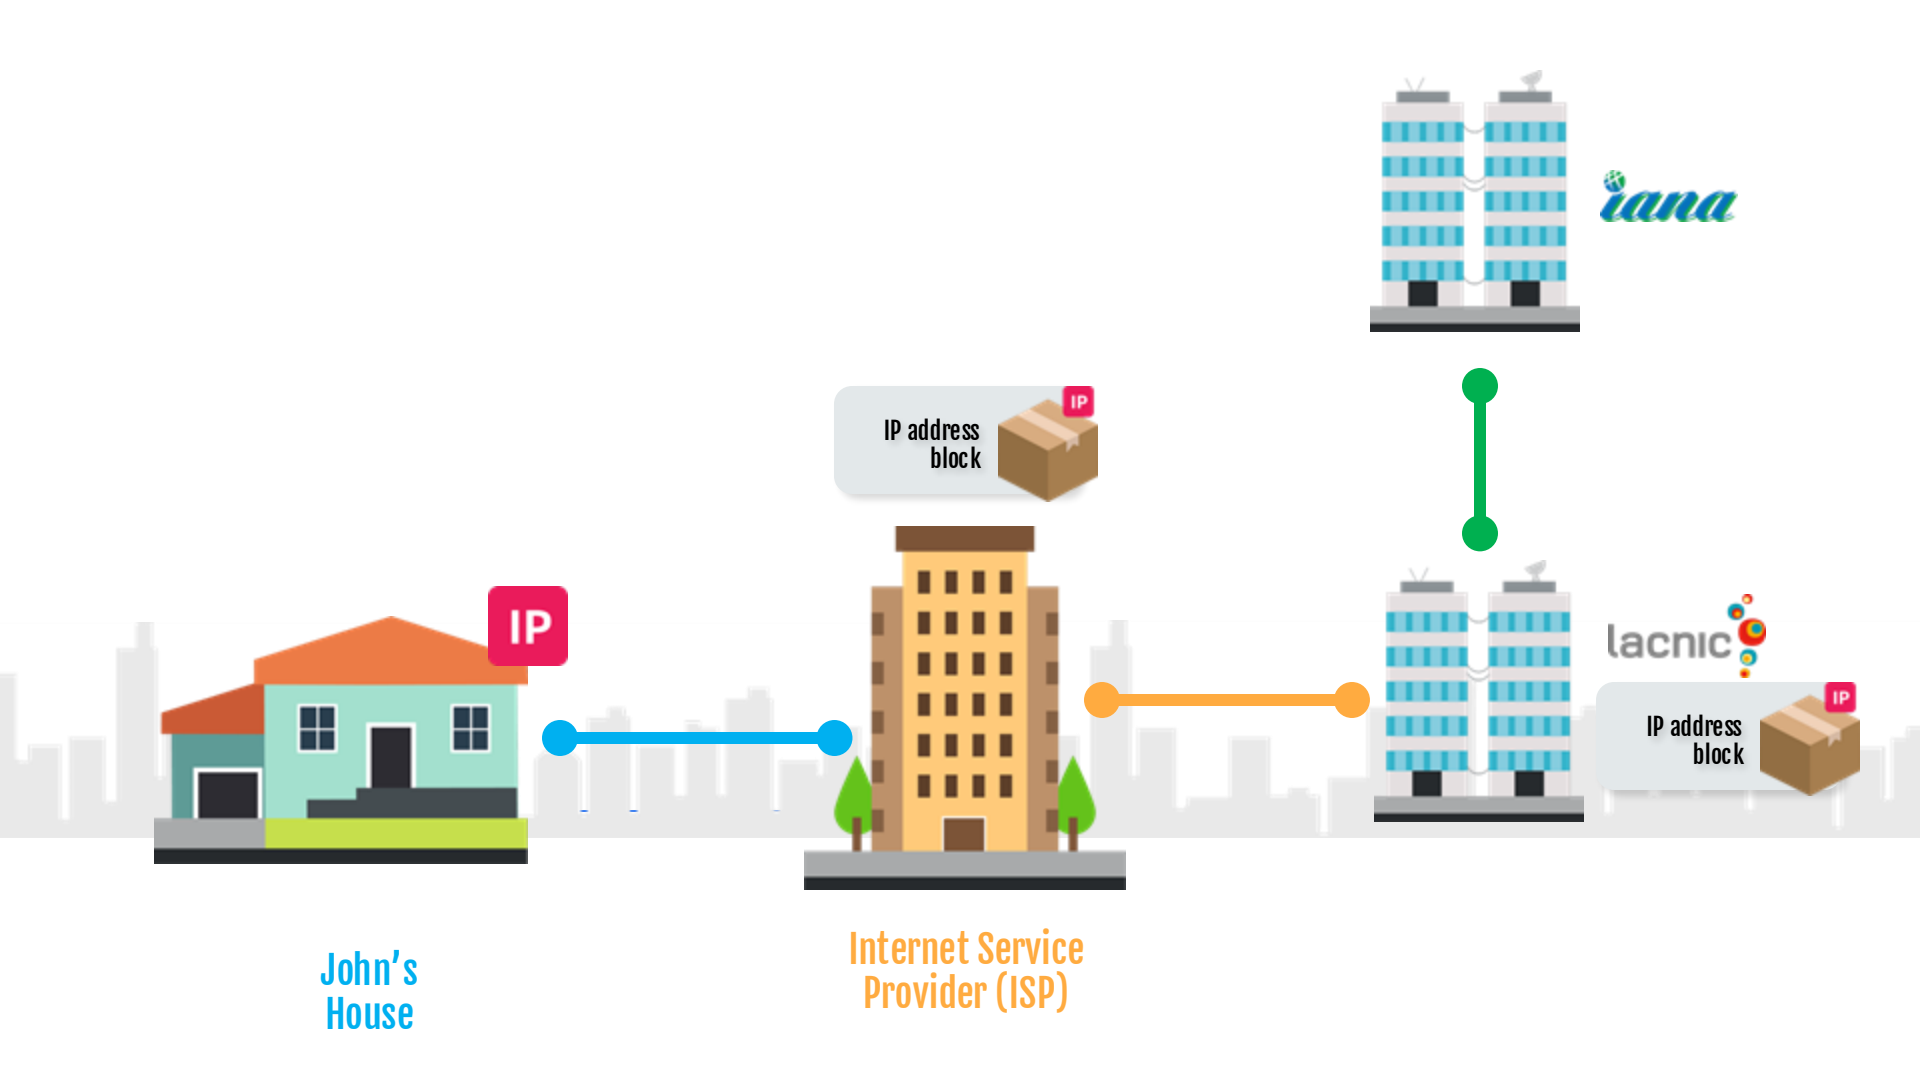 iana
IP
IP address
block
IP
lacnic
IP
IP address
block
John’s
House
Internet Service
Provider (ISP)